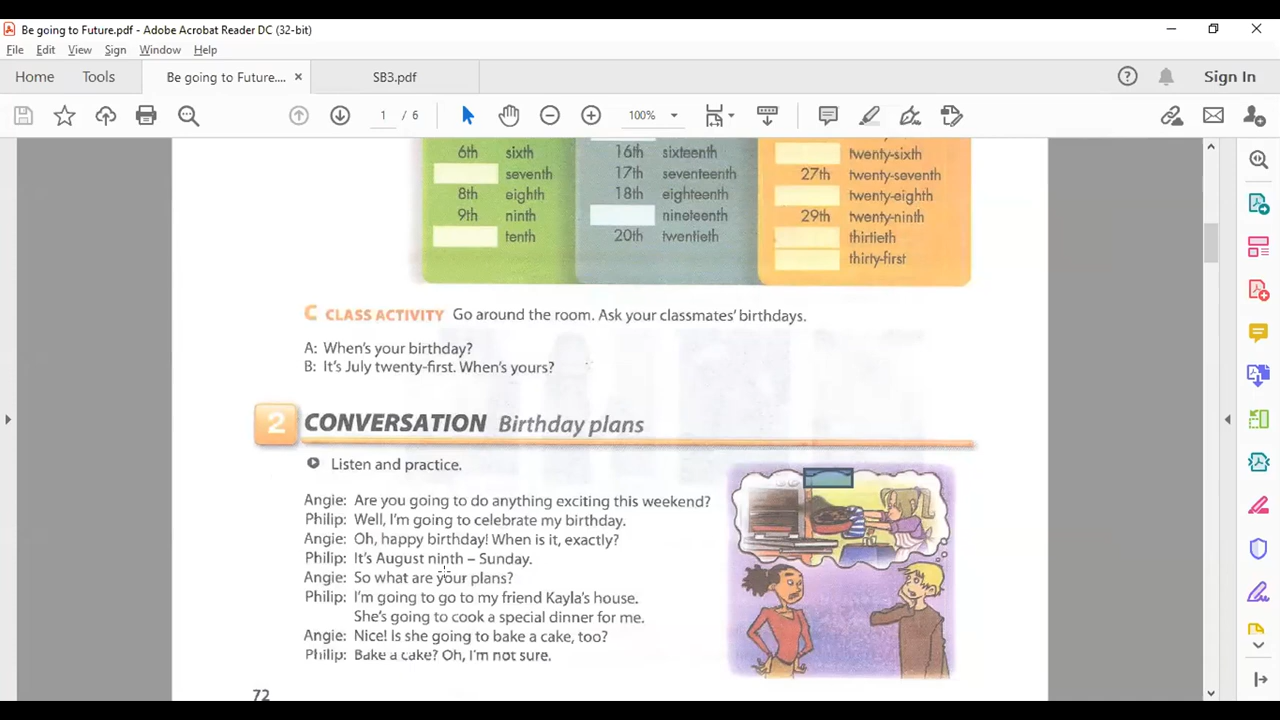 Be going to Future.pdf - Adobe Acrobat Reader DC (32-bit)
File Edit View Sign Window Help
Home Tools Be going to Future.... × SB3.pdf Sign In
1 / 6 100%
6th sixth 16th sixteenth twenty-sixth
seventh 17th seventeenth 27th twenty-seventh
8th eighth 18th eighteenth twenty-eighth
9th ninth nineteenth 29th twenty-ninth
tenth 20th twentieth thirtieth
thirty-first
C CLASS ACTIVITY Go around the room. Ask your classmates' birthdays.
A: When's your birthday?
B: It's July twenty-first. When's yours?
2 CONVERSATION Birthday plans
Listen and practice.
Angie: Are you going to do anything exciting this weekend?
Philip: Well, I'm going to celebrate my birthday.
Angie: Oh, happy birthday! When is it, exactly?
Philip: It's August ninth – Sunday.
Angie: So what are your plans?
Philip: I'm going to go to my friend Kayla's house.
She's going to cook a special dinner for me.
Angie: Nice! Is she going to bake a cake, too?
Philip: Bake a cake? Oh, I'm not sure.
72